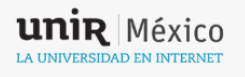 uniR | México
LA UNIVERSIDAD EN INTERNET